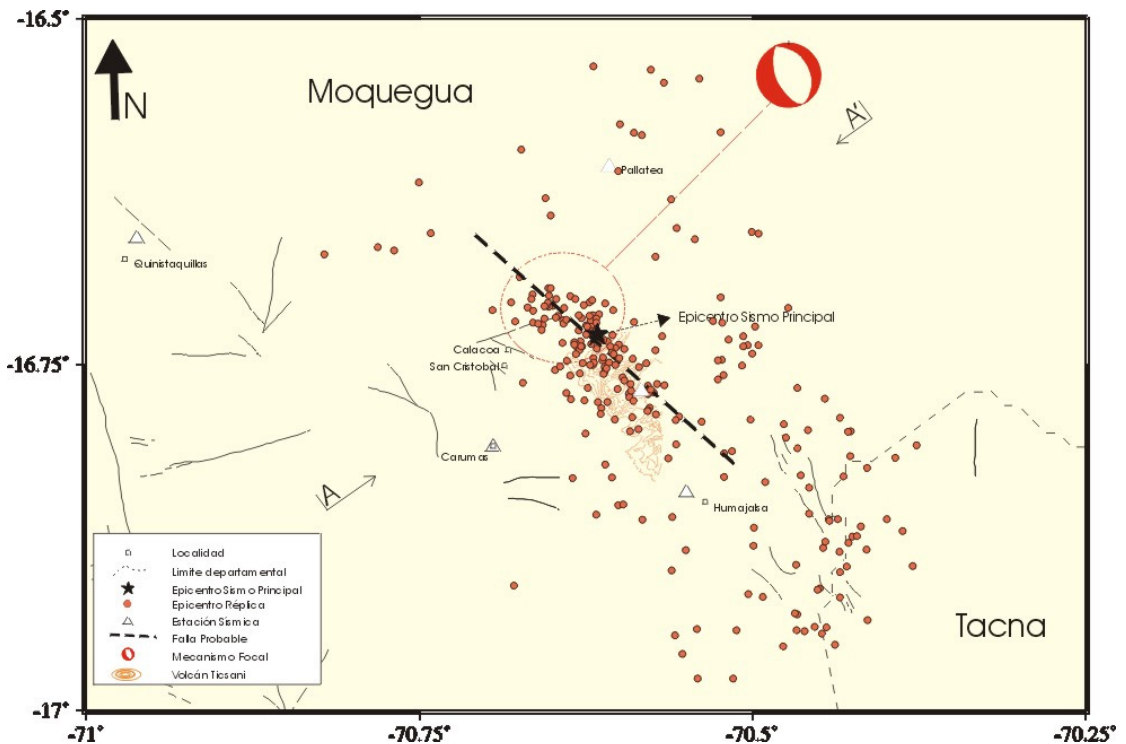 -16.5°
Moquegua
N
A'
Pallatea
Quinistaquillas
Epicentro Sismo Principal
Calacoa
-16.75°
San Cristobal
Carumas
A
Humajalsa
Localidad
Limite departamental
Epicentro Sismo Principal
Epicentro Réplica
Estación Sísmica
Falla Probable
Mecanismo Focal
Volcán Ticsani
Tacna
-17°
-71°
-70.75°
-70.5°
-70.25°